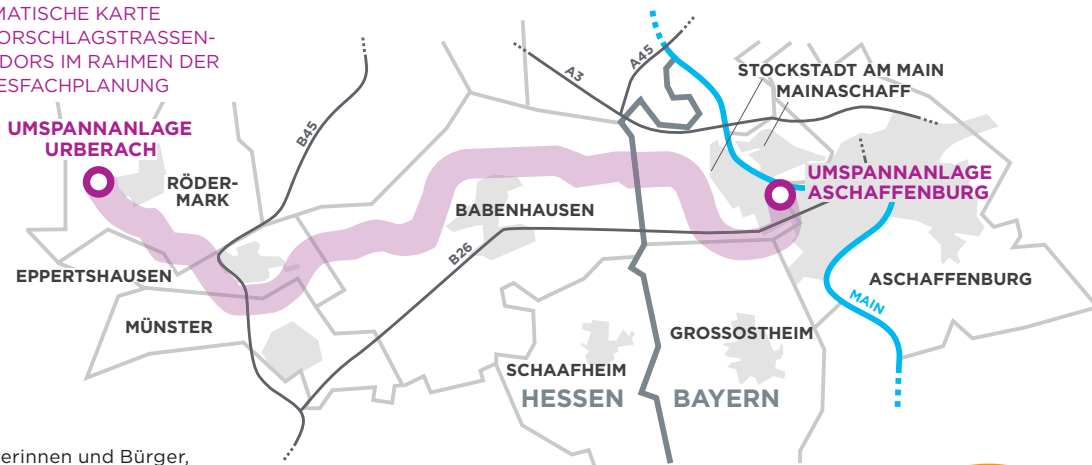 MATISCHE KARTE
ORSCHLAGSTRASSEN-
DORS IM RAHMEN DER
ESFACHPLANUNG
UMSPANNANLAGE
URBERACH
RÖDER-
MARK
B45
A3
A45
STOCKSTADT AM MAIN
MAINASCHAFF
UMSPANNANLAGE
ASCHAFFENBURG
BABENHAUSEN
B26
EPPERTSHAUSEN
ASCHAFFENBURG
MAIN
MÜNSTER
GROSSOSTHEIM
SCHAAFHEIM
HESSEN
BAYERN
erinnen und Bürger,